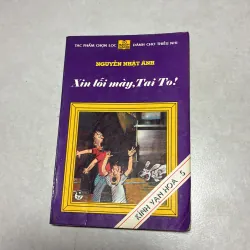 TÁC PHẨM CHỌN LỌC DÀNH CHO THIẾU NHI
NGUYỄN NHẬT ÁNH
Xin lỗi mày, Tai To!
KÍNH VẠN HOA - 5